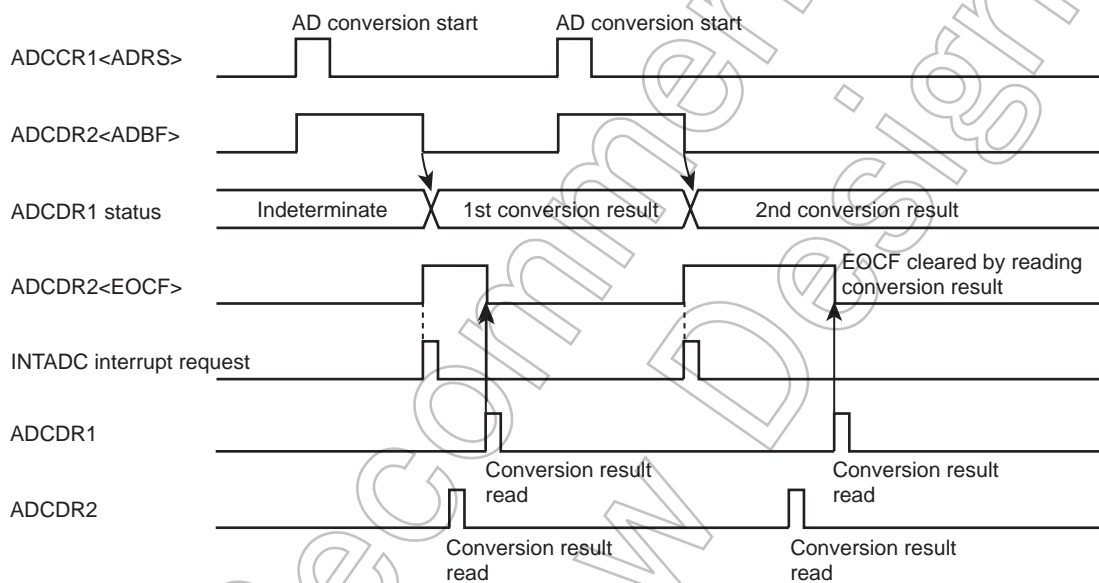 AD conversion start
AD conversion start
ADCCR1<ADRS>
ADCDR2<ADBF>
ADCDR1 status
Indeterminate
1st conversion result
2nd conversion result
EOCF cleared by reading
conversion result
ADCDR2<EOCF>
INTADC interrupt request
ADCDR1
Conversion result
read
Conversion result
read
ADCDR2
Conversion result
read
Conversion result
read